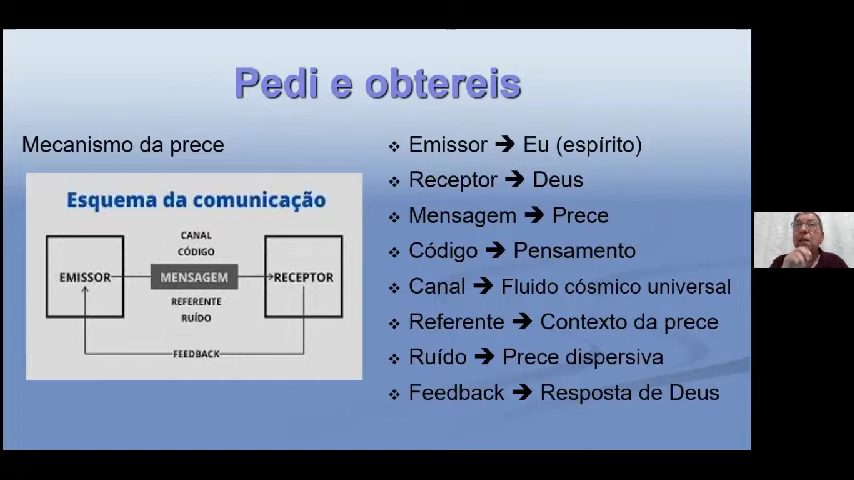 Pedi e obtereis
Mecanismo da prece
Esquema da comunicação
CANAL
CÓDIGO
EMISSOR
MENSAGEM
RECEPTOR
REFERENTE
RUÍDO
FEEDBACK
❖ Emissor ➔ Eu (espírito)
❖ Receptor ➔ Deus
❖ Mensagem ➔ Prece
❖ Código ➔ Pensamento
❖ Canal ➔ Fluido cósmico universal
❖ Referente ➔ Contexto da prece
❖ Ruído ➔ Prece dispersiva
❖ Feedback ➔ Resposta de Deus